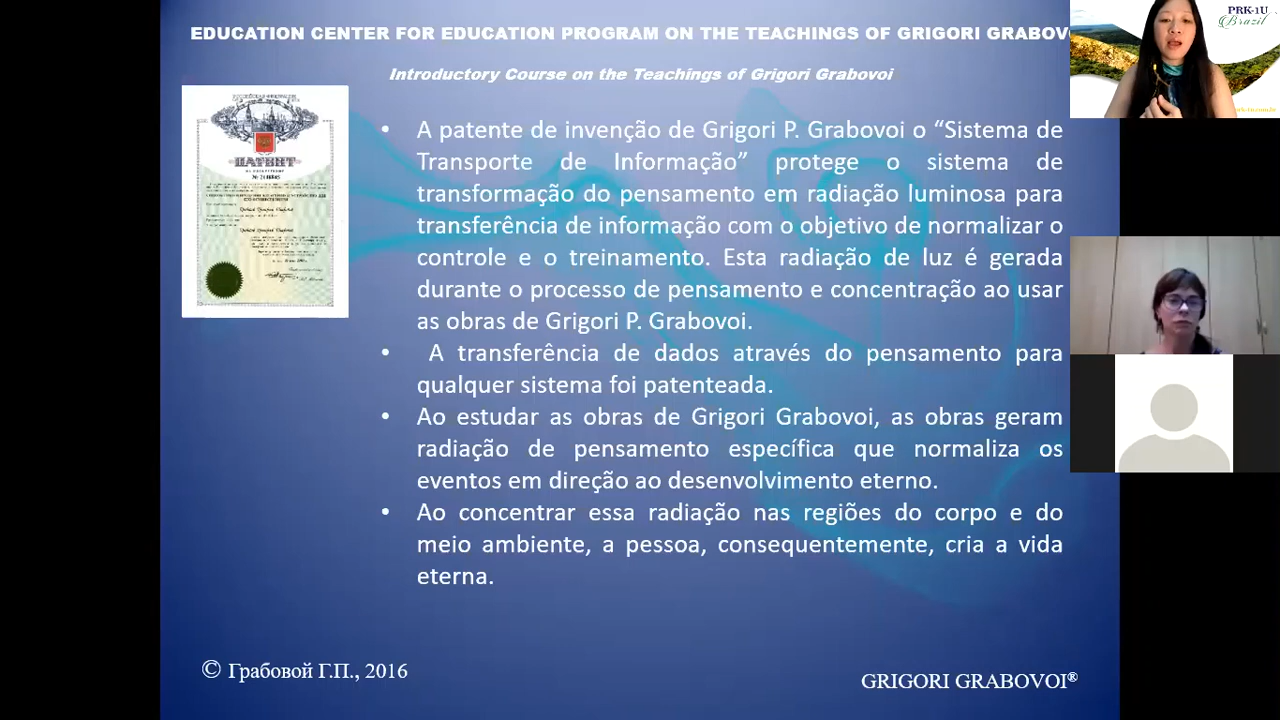 EDUCATION CENTER FOR EDUCATION PROGRAM ON THE TEACHINGS OF GRIGORI GRABOV
Introductory Course on the Teachings of Grigori Grabovoi
PRK-1U
Brazil
ПАТЕНТ
• A patente de invenção de Grigori P. Grabovoi o “Sistema de
Transporte de Informação” protege o sistema de
transformação do pensamento em radiação luminosa para
transferência de informação com o objetivo de normalizar o
controle e o treinamento. Esta radiação de luz é gerada
durante o processo de pensamento e concentração ao usar
as obras de Grigori P. Grabovoi.
• A transferência de dados através do pensamento para
qualquer sistema foi patenteada.
• Ao estudar as obras de Grigori Grabovoi, as obras geram
radiação de pensamento específica que normaliza os
eventos em direção ao desenvolvimento eterno.
• Ao concentrar essa radiação nas regiões do corpo e do
meio ambiente, a pessoa, consequentemente, cria a vida
eterna.
© Грабовой Г.П., 2016
GRIGORI GRABOVOI®